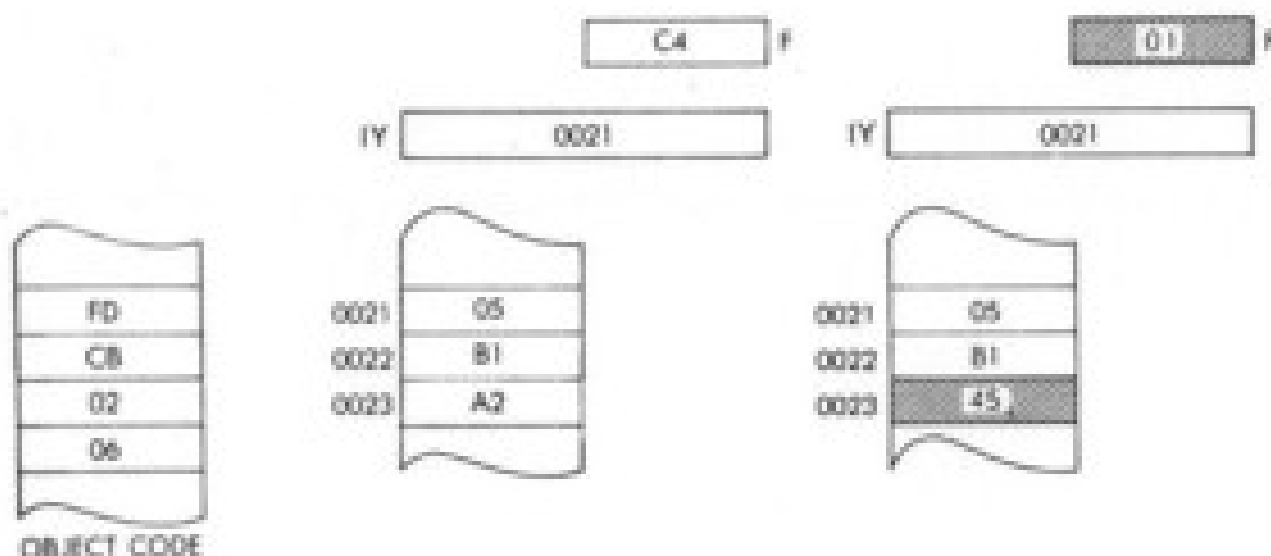 C4 F 01 F
IY 0021 IY 0021
FD
CB
02
06
OBJECT CODE
0021 05
0022 B1
0023 A2
0021 05
0022 B1
0023 45